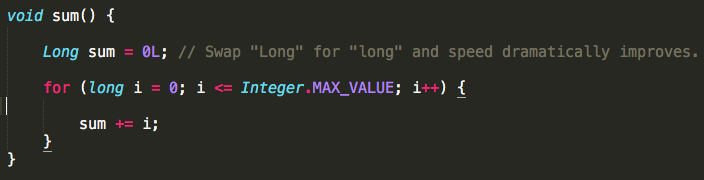 void sum() {
Long sum = 0L; // Swap "Long" for "long" and speed dramatically improves.
for (long i = 0; i <= Integer.MAX_VALUE; i++) {
sum += i;
}
}